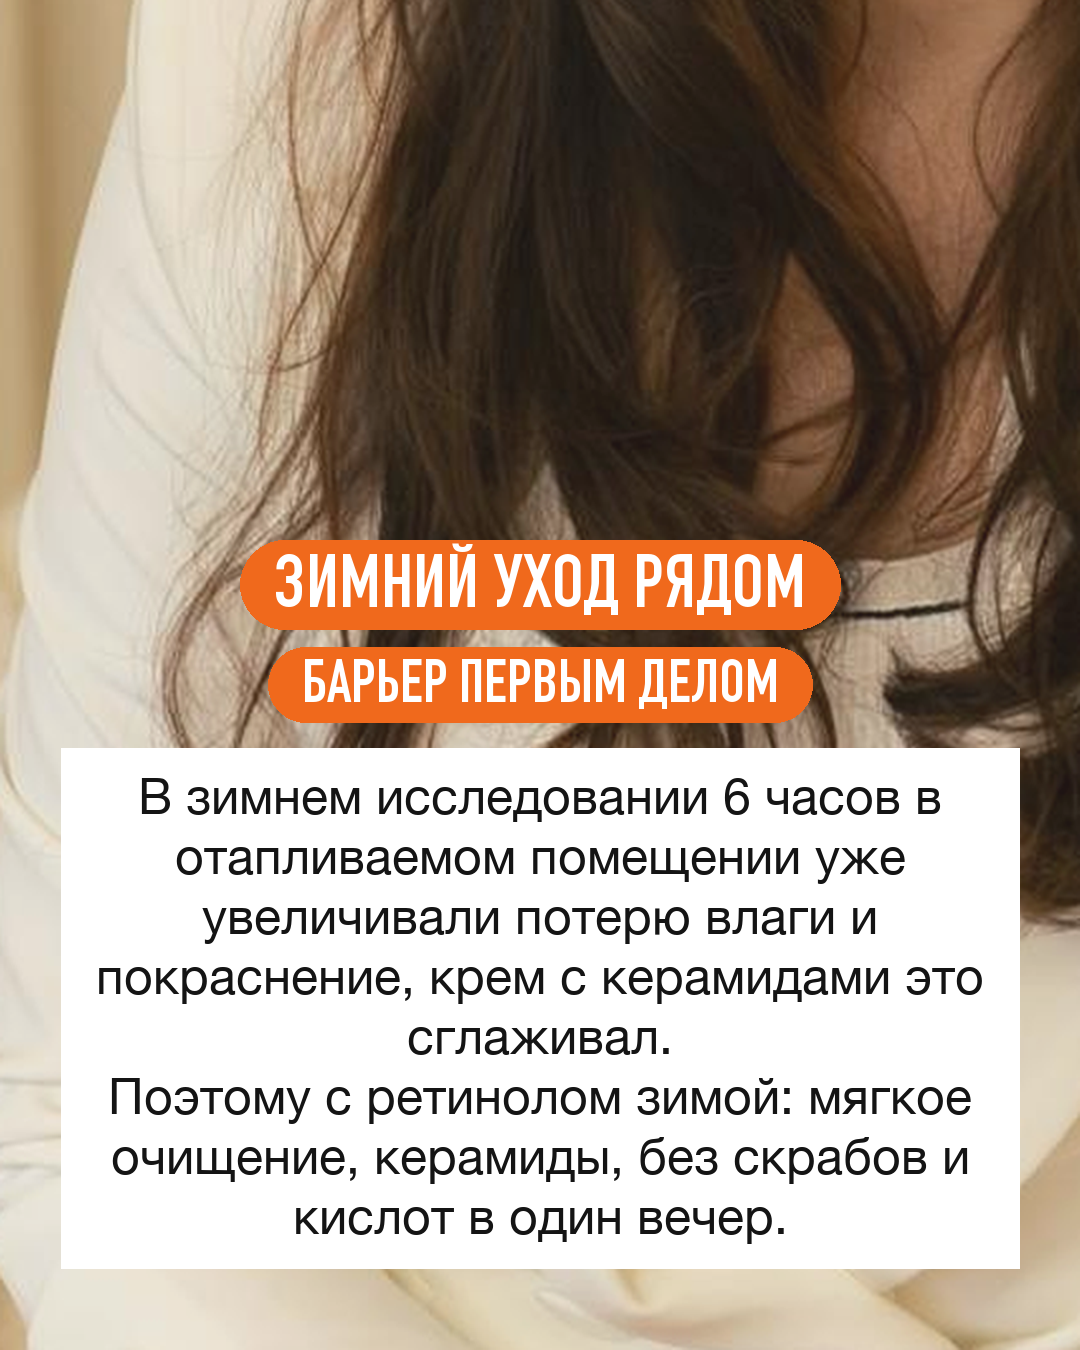 ЗИМНИЙ УХОД РЯДОМ
БАРЬЕР ПЕРВЫМ ДЕЛОМ
В зимнем исследовании 6 часов в
отапливаемом помещении уже
увеличивали потерю влаги и
покраснение, крем с керамидами это
сглаживал.
Поэтому с ретинолом зимой: мягкое
очищение, керамиды, без скрабов и
кислот в один вечер.